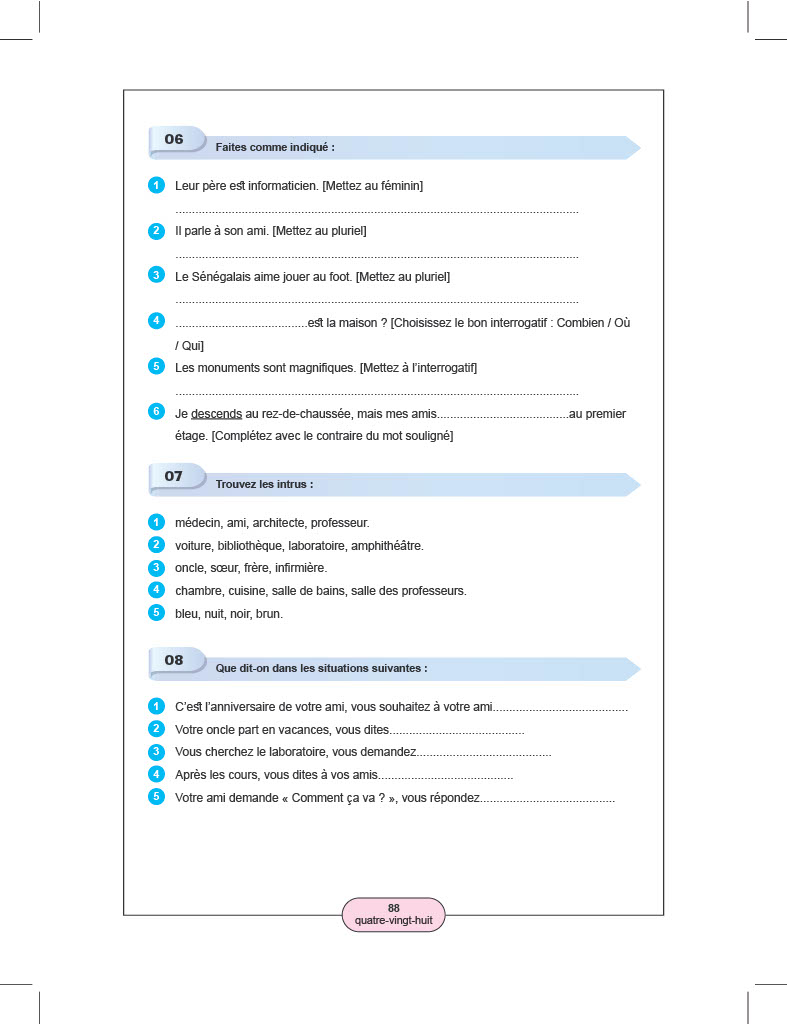 06
Faites comme indiqué :
1 Leur père est informaticien. [Mettez au féminin]
..........................................................................................................................
2 Il parle à son ami. [Mettez au pluriel]
..........................................................................................................................
3 Le Sénégalais aime jouer au foot. [Mettez au pluriel]
..........................................................................................................................
4 ........................................est la maison ? [Choisissez le bon interrogatif : Combien / Où
/ Qui]
5 Les monuments sont magnifiques. [Mettez à l’interrogatif]
..........................................................................................................................
6 Je descends au rez-de-chaussée, mais mes amis........................................au premier
étage. [Complétez avec le contraire du mot souligné]
07
Trouvez les intrus :
1 médecin, ami, architecte, professeur.
2 voiture, bibliothèque, laboratoire, amphithéâtre.
3 oncle, sœur, frère, infirmière.
4 chambre, cuisine, salle de bains, salle des professeurs.
5 bleu, nuit, noir, brun.
08
Que dit-on dans les situations suivantes :
1 C’est l’anniversaire de votre ami, vous souhaitez à votre ami.........................................
2 Votre oncle part en vacances, vous dites.........................................
3 Vous cherchez le laboratoire, vous demandez.........................................
4 Après les cours, vous dites à vos amis.........................................
5 Votre ami demande « Comment ça va ? », vous répondez.........................................
88
quatre-vingt-huit